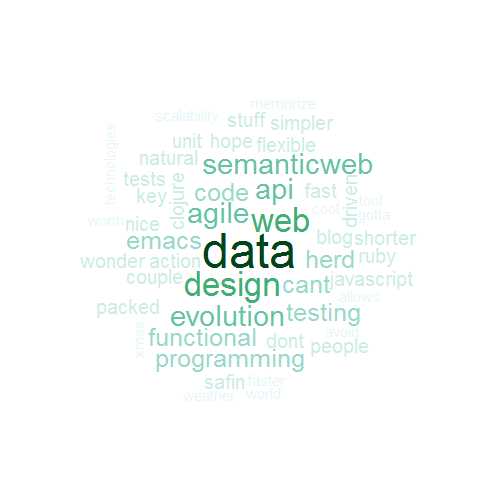 memorize
scalability
stuff
simpler
technologies
unit
hope
flexible
natural
semanticweb
tests
key
clojure
code
api
fast
driven
tool
cool
gotta
worth
nice
agile
web
emacs
data
blog
shorter
wonder
action
herd
ruby
couple
design
cant
javascript
allows
packed
evolution
testing
xmas
functional
dont
avoid
people
programming
safin
faster
weather
world